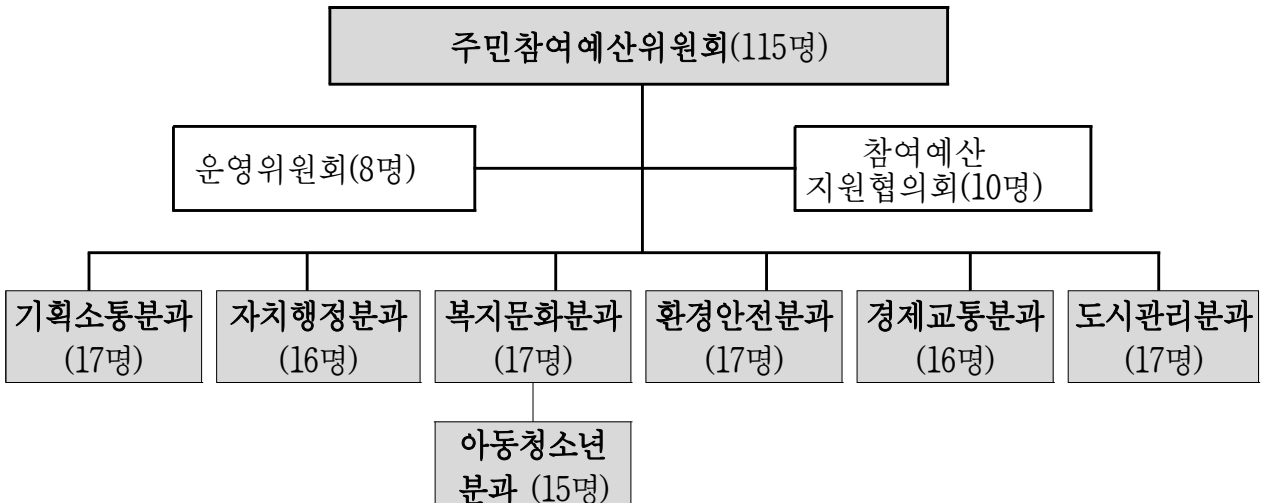 주민참여예산위원회(115명)
운영위원회(8명)
참여예산
지원협의회(10명)
기획소통분과
(17명)
자치행정분과
(16명)
복지문화분과
(17명)
환경안전분과
(17명)
경제교통분과
(16명)
도시관리분과
(17명)
아동청소년
분과 (15명)